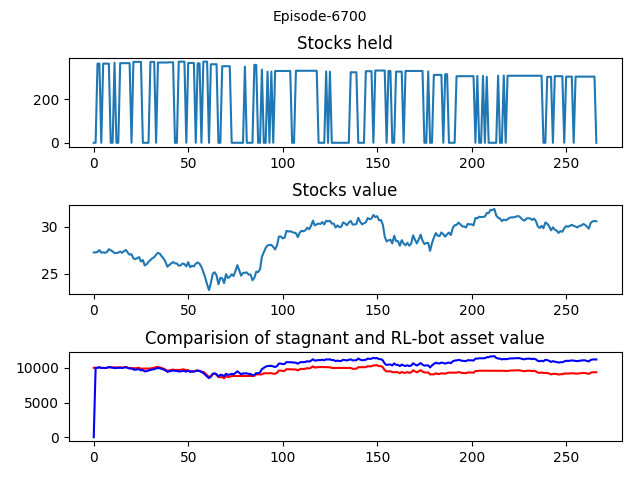 Episode-6700
Stocks held
200
0
0 50 100 150 200 250
Stocks value
30
25
0 50 100 150 200 250
Comparision of stagnant and RL-bot asset value
10000
5000
0
0 50 100 150 200 250